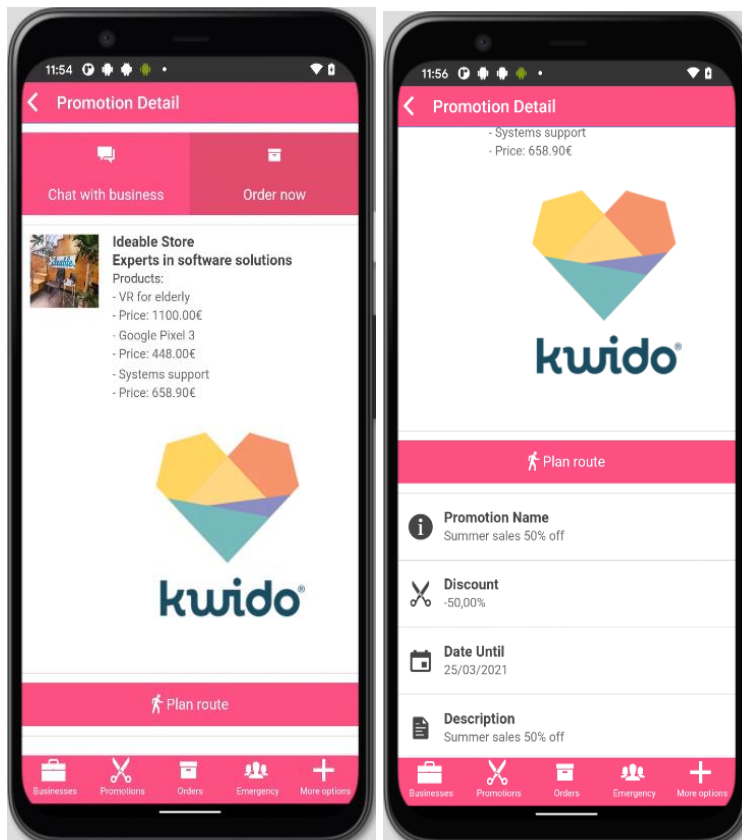 11:54
Promotion Detail
Chat with business
Order now
Ideable
Ideable Store
Experts in software solutions
Products:
- VR for elderly
- Price: 1100.00€
- Google Pixel 3
- Price: 448.00€
- Systems support
- Price: 658.90€
kwido®
Plan route
Businesses
Promotions
Orders
Emergency
More options
11:56
Promotion Detail
- Systems support
- Price: 658.90€
kwido®
Plan route
Promotion Name
Summer sales 50% off
Discount
-50,00%
Date Until
25/03/2021
Description
Summer sales 50% off
Businesses
Promotions
Orders
Emergency
More options